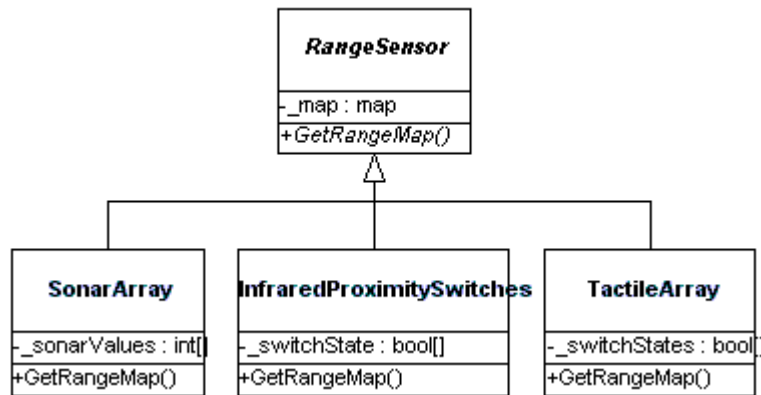 RangeSensor
-_map : map
+GetRangeMap()
SonarArray
-_sonarValues : int[]
+GetRangeMap()
InfraredProximitySwitches
-_switchState : bool[]
+GetRangeMap()
TactileArray
-_switchStates : bool[]
+GetRangeMap()